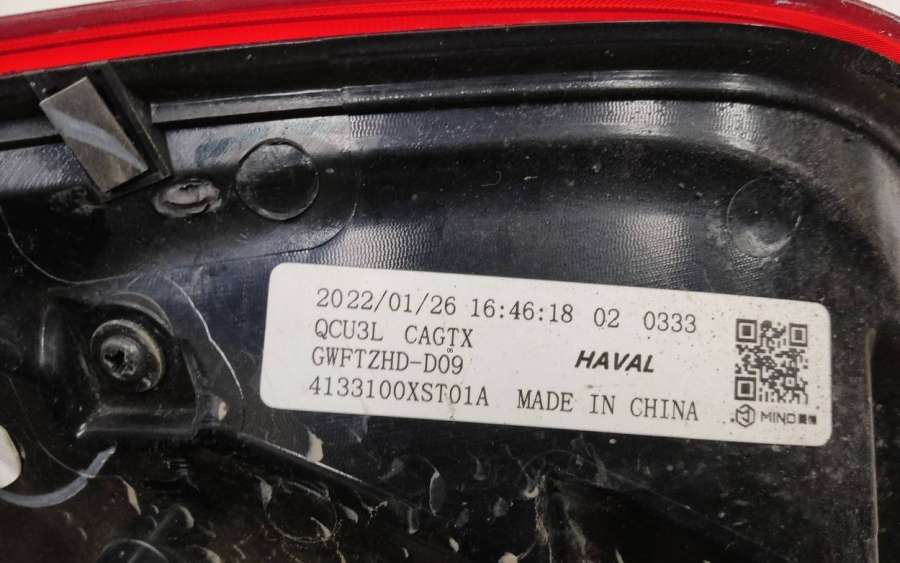 2022/01/26 16:46:18 02 0333
QCU3L CAGTX
GWFTZHD-D09
HAVAL
4133100XST01A MADE IN CHINA
MIND